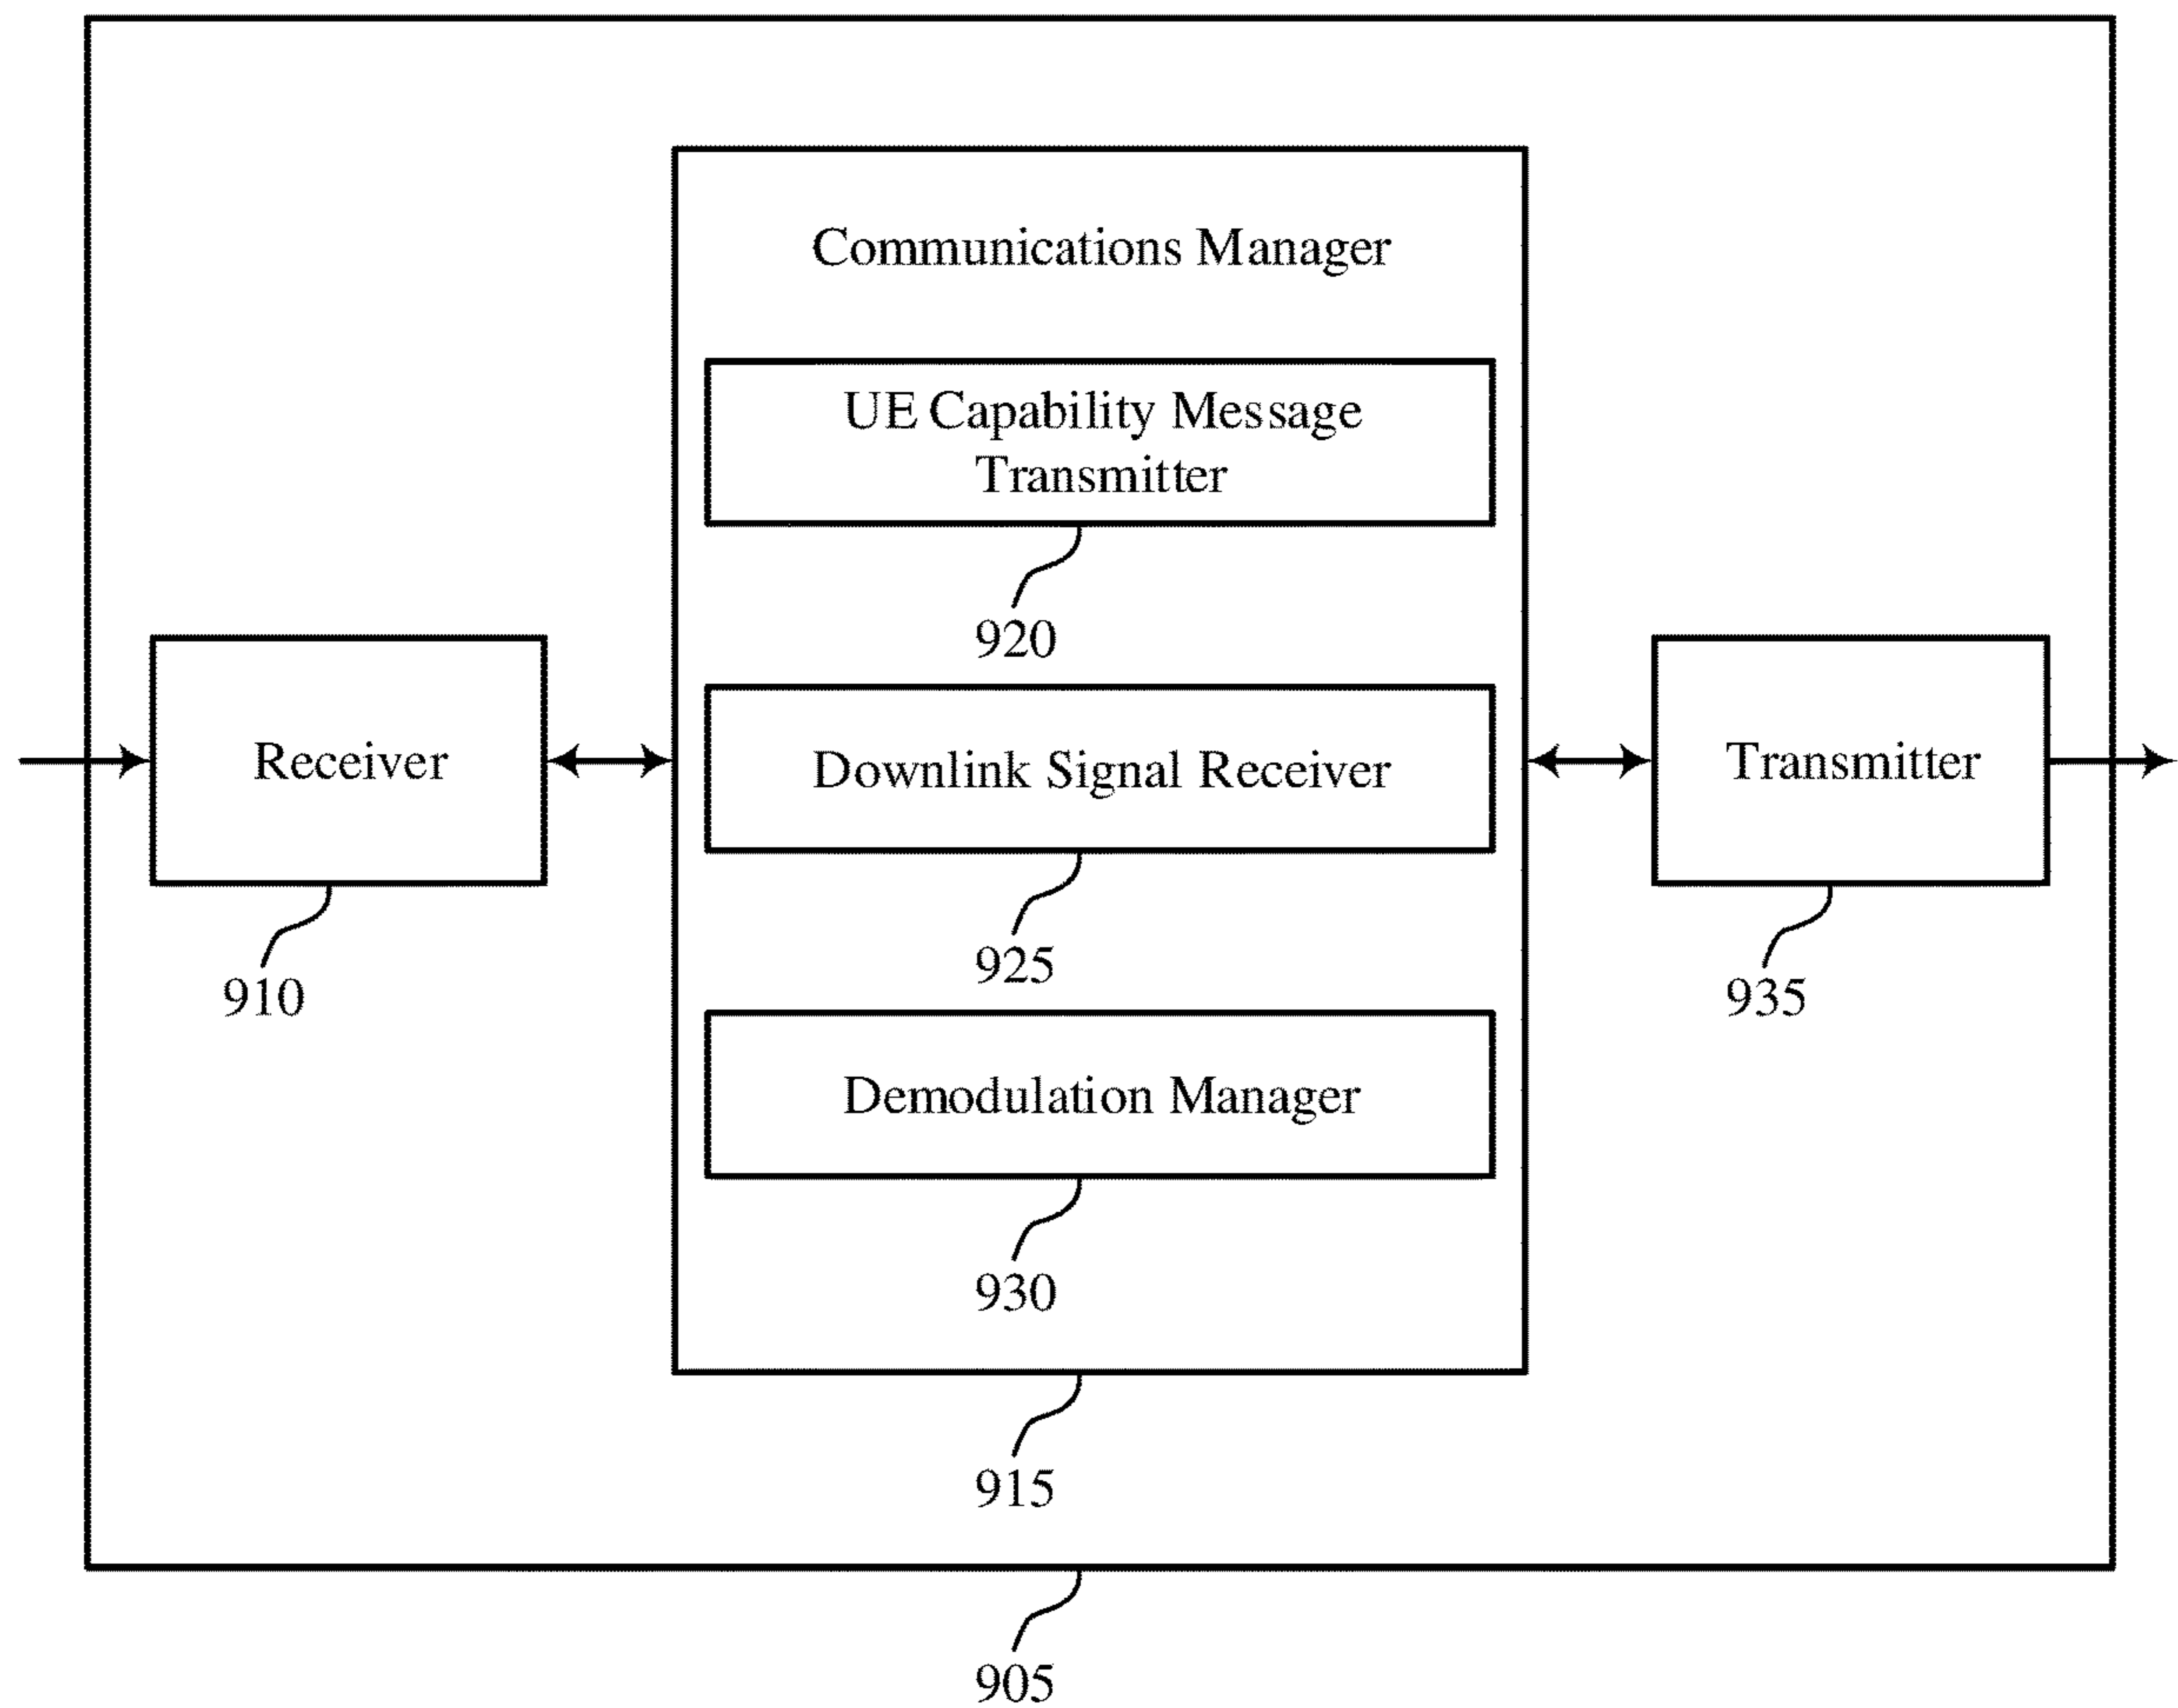 Communications Manager
UE Capability Message
Transmitter
920
Receiver
910
Downlink Signal Receiver
925
Transmitter
935
Demodulation Manager
930
915
905